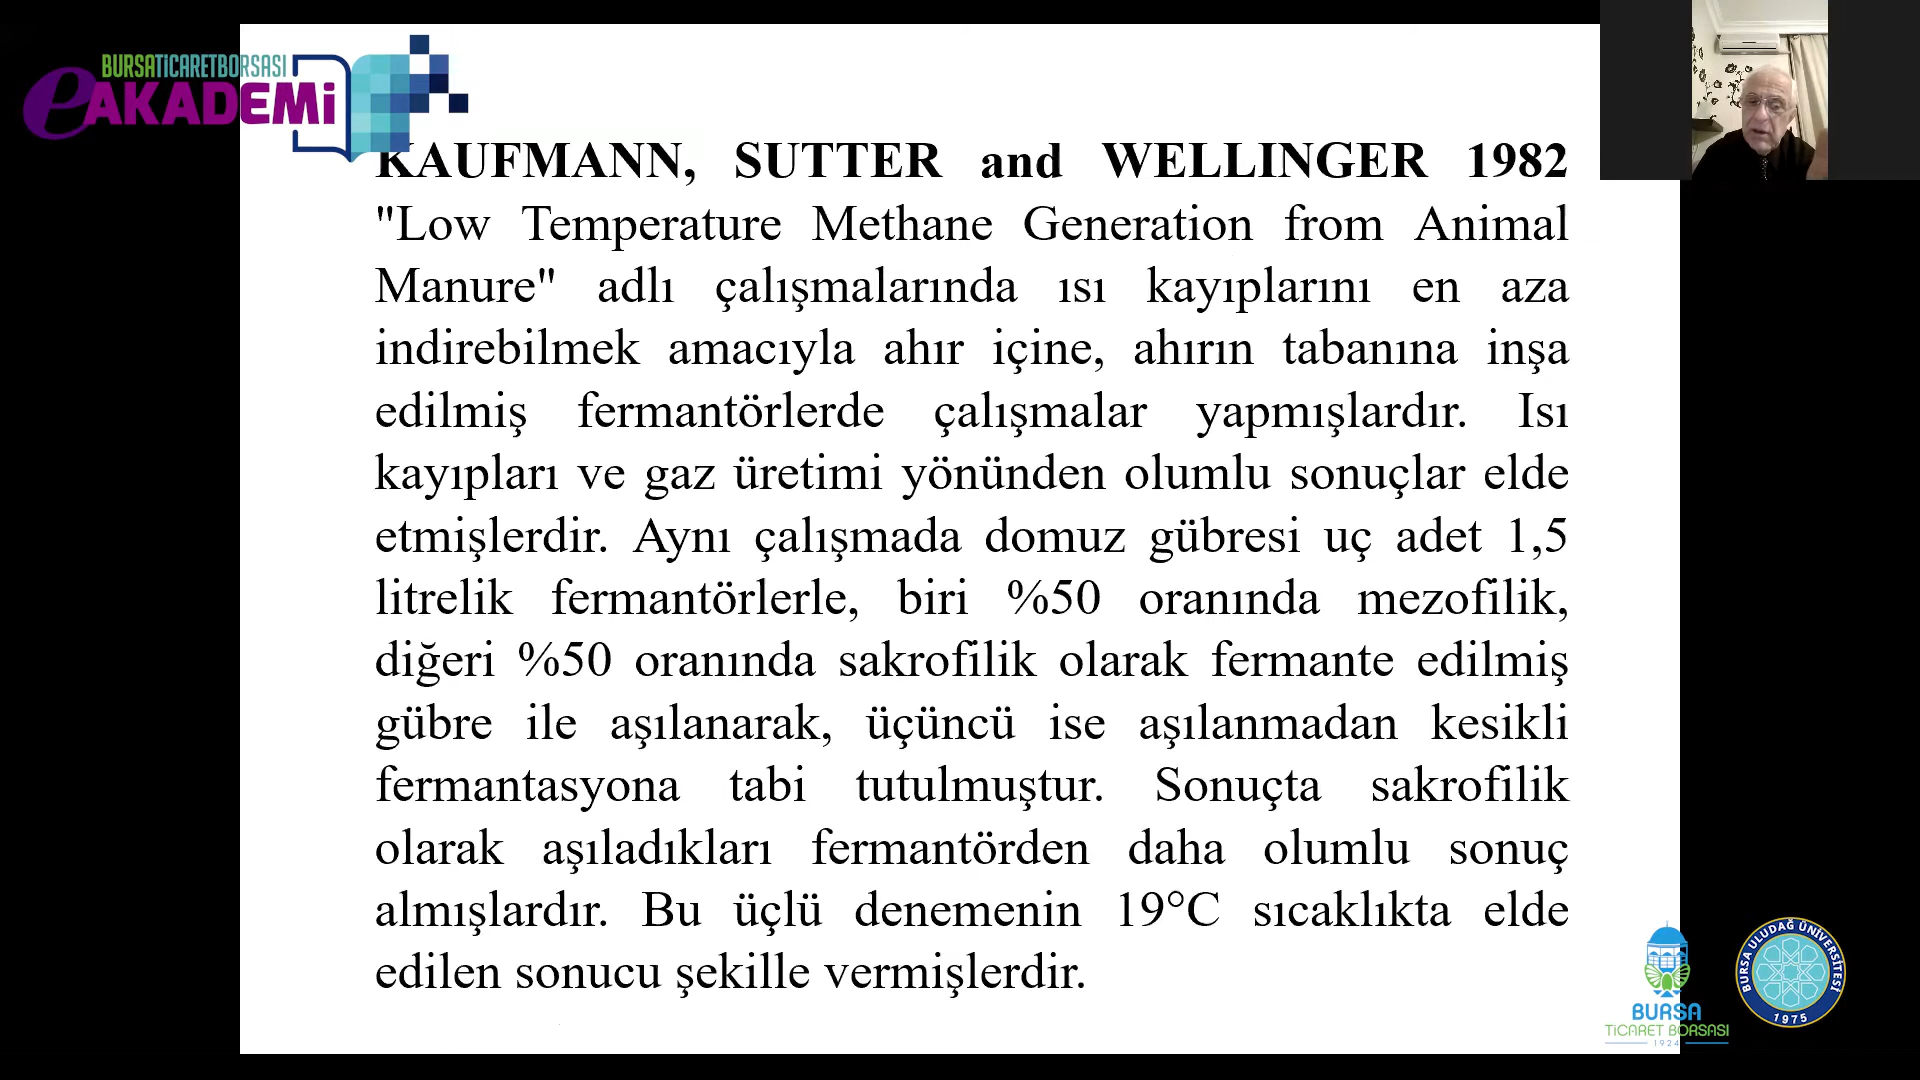 BURSATİCARETBORSASI
eAKADEMİ
KAUFMANN, SUTTER and WELLINGER 1982
"Low Temperature Methane Generation from Animal
Manure" adlı çalışmalarında ısı kayıplarını en aza
indirebilmek amacıyla ahır içine, ahırın tabanına inşa
edilmiş fermantörlerde çalışmalar yapmışlardır. Isı
kayıpları ve gaz üretimi yönünden olumlu sonuçlar elde
etmişlerdir. Aynı çalışmada domuz gübresi uç adet 1,5
litrelik fermantörlerle, biri %50 oranında mezofilik,
diğeri %50 oranında sakrofilik olarak fermante edilmiş
gübre ile aşılanarak, üçüncü ise aşılanmadan kesikli
fermantasyona tabi tutulmuştur. Sonuçta sakrofilik
olarak aşıladıkları fermantörden daha olumlu sonuç
almışlardır. Bu üçlü denemenin 19°C sıcaklıkta elde
edilen sonucu şekille vermişlerdir.
BURSA
TİCARET BORSASI
1924
BURSA ULUDAĞ ÜNİVERSİTESİ
1975